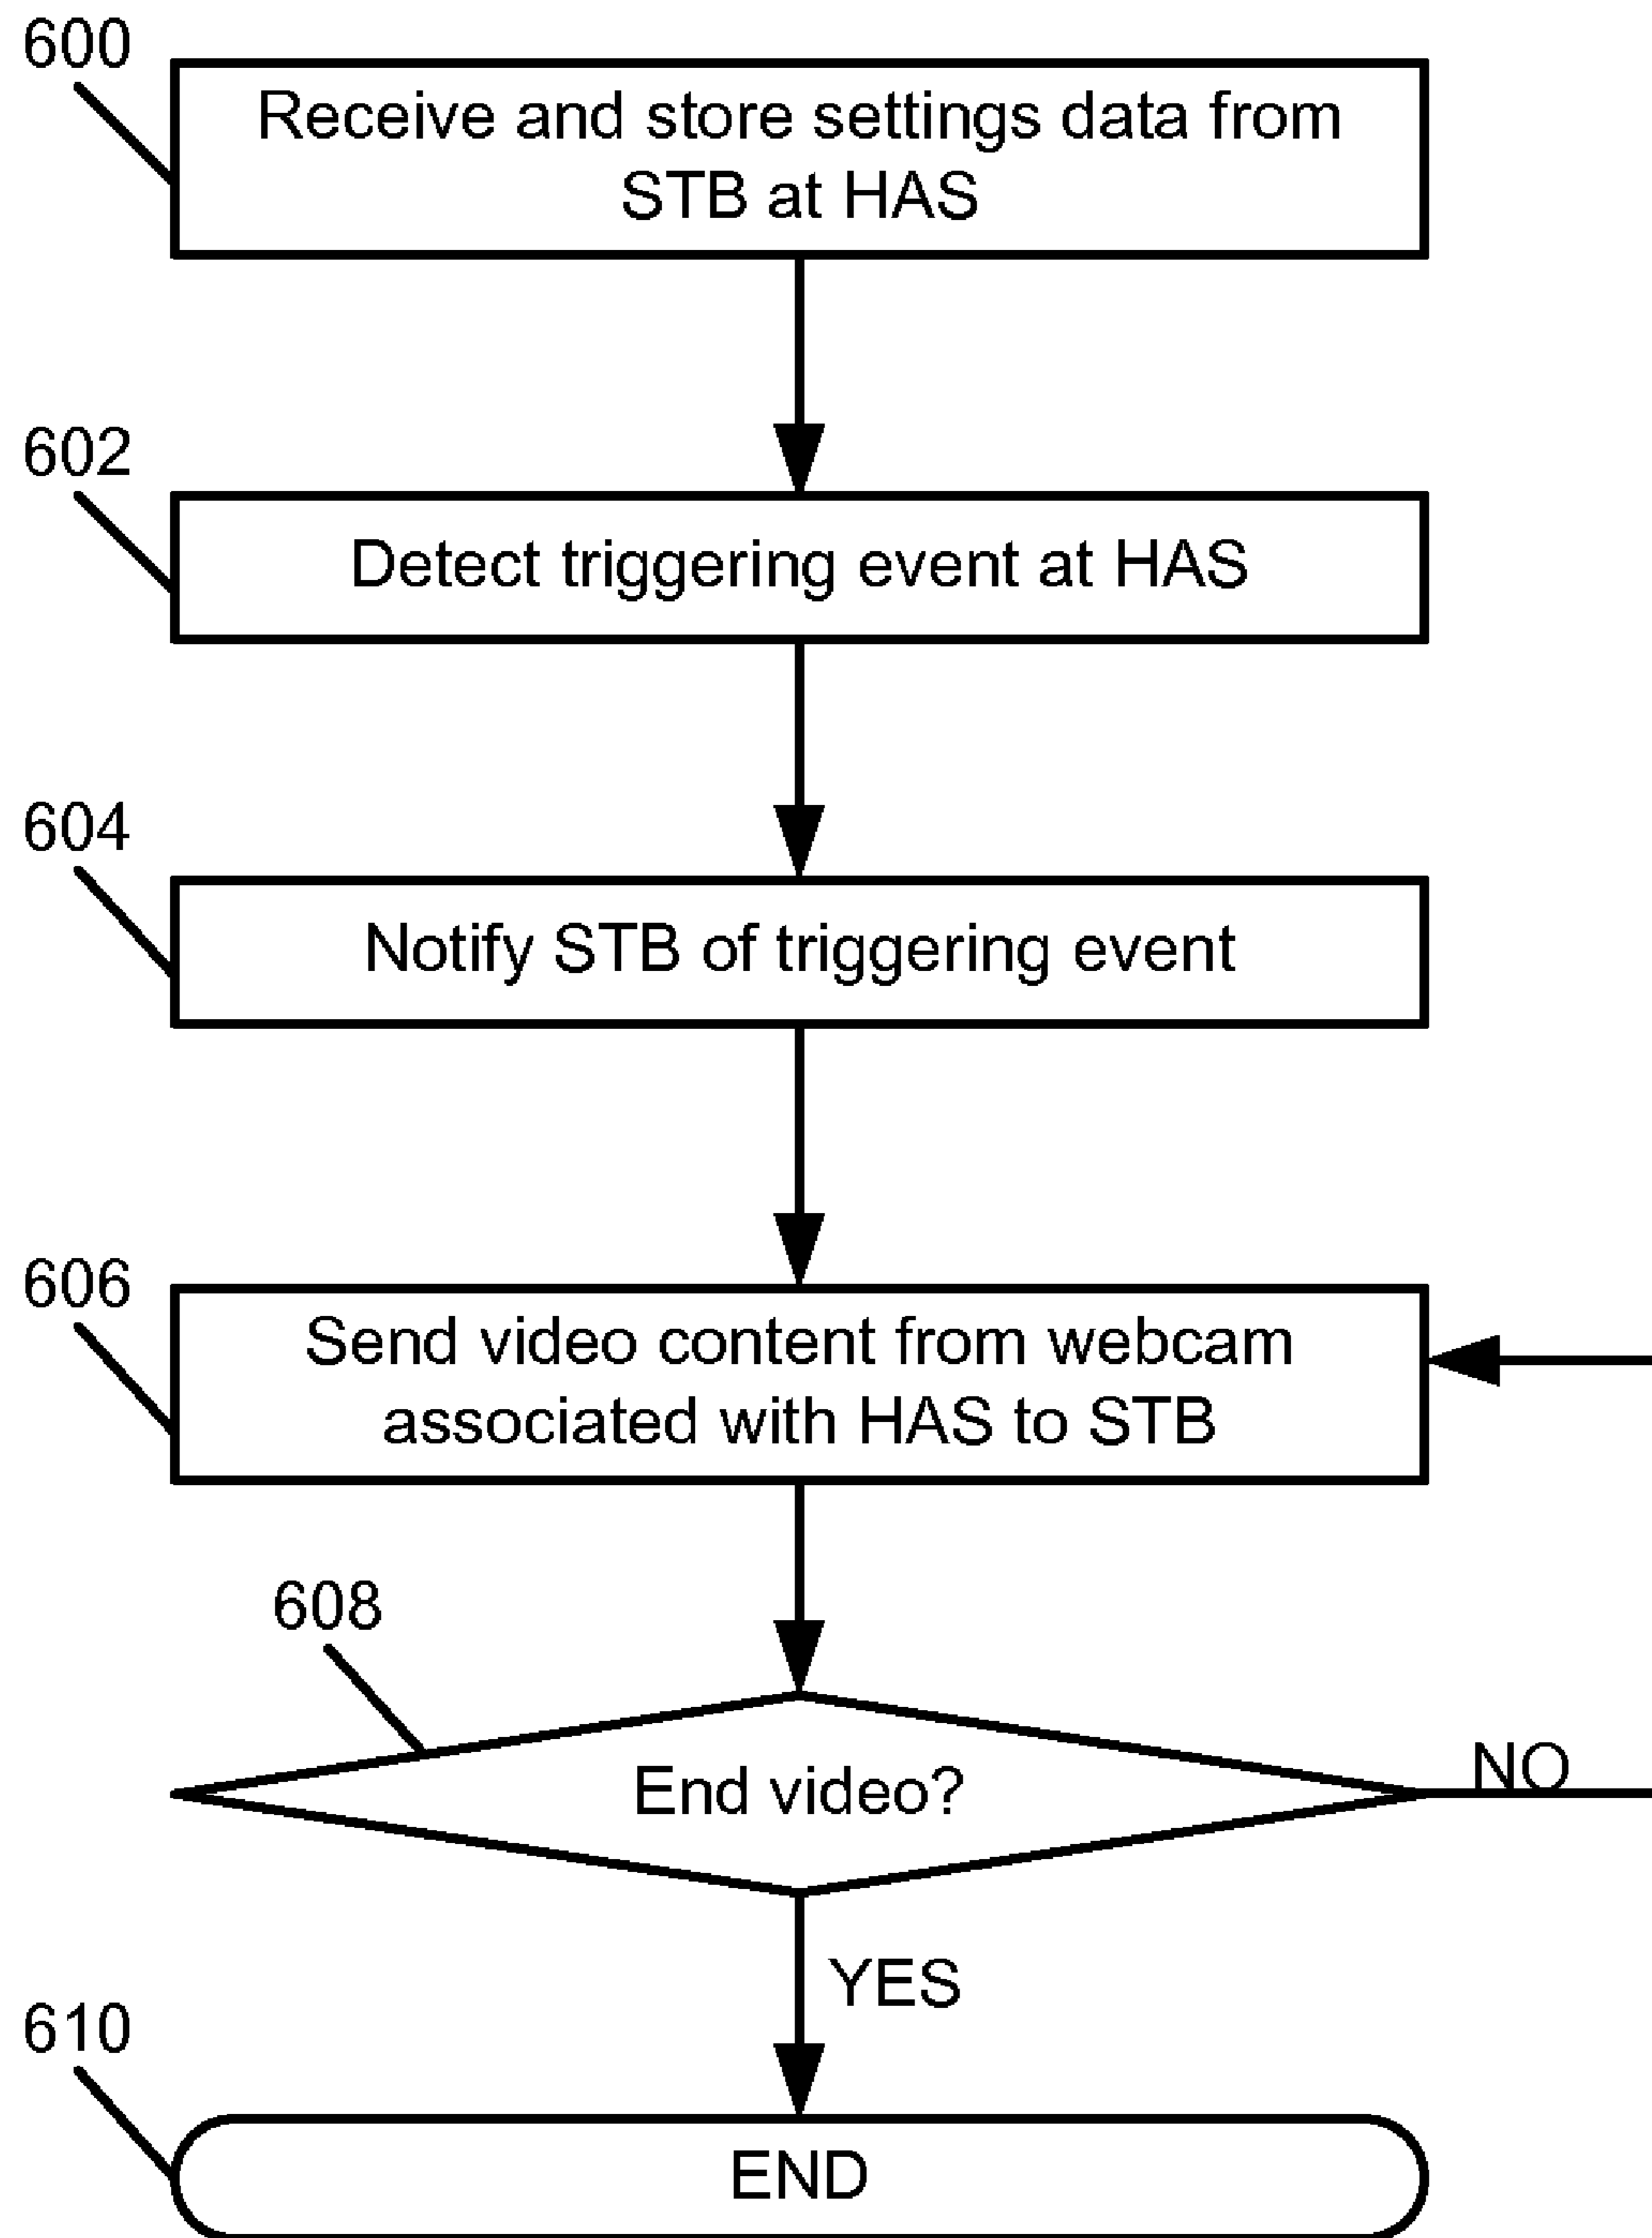 600
Receive and store settings data from
STB at HAS
602
Detect triggering event at HAS
604
Notify STB of triggering event
606
Send video content from webcam
associated with HAS to STB
608
End video?
NO
YES
610
END